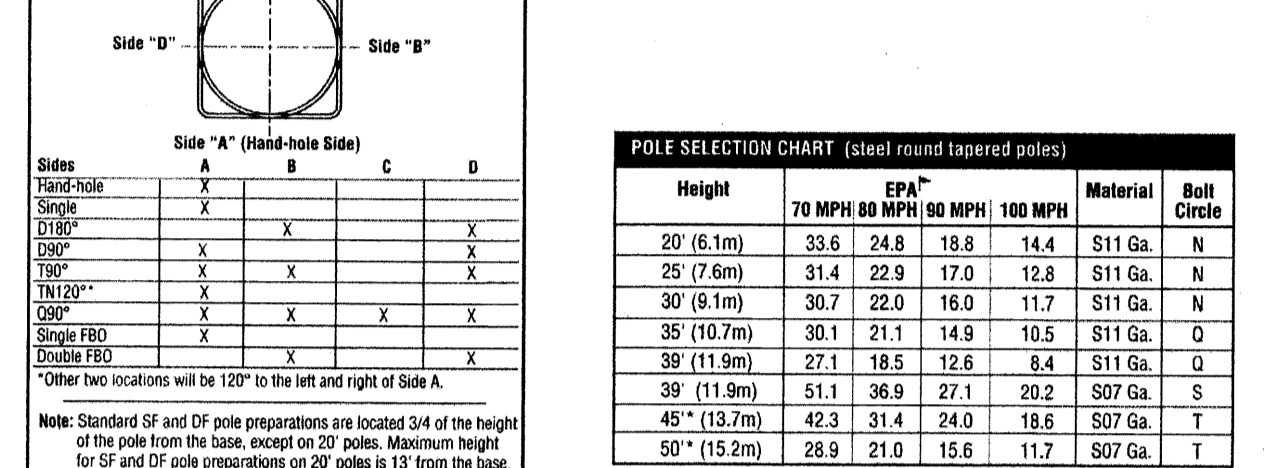 Side "D"
Side "B"
Side "A" (Hand-hole Side)
Sides A B C D
Hand-hole X
Single X
D180° X X
D90° X X
T90° X X X
TN120°* X
Q90° X X X X
Single FBO X
Double FBO X X
*Other two locations will be 120° to the left and right of Side A.
Note: Standard SF and DF pole preparations are located 3/4 of the height
of the pole from the base, except on 20' poles. Maximum height
for SF and DF pole preparations on 20' poles is 13' from the base.
POLE SELECTION CHART (steel round tapered poles)
Height EPA Material Bolt Circle
70 MPH 80 MPH 90 MPH 100 MPH
20' (6.1m) 33.6 24.8 18.8 14.4 S11 Ga. N
25' (7.6m) 31.4 22.9 17.0 12.8 S11 Ga. N
30' (9.1m) 30.7 22.0 16.0 11.7 S11 Ga. N
35' (10.7m) 30.1 21.1 14.9 10.5 S11 Ga. Q
39' (11.9m) 27.1 18.5 12.6 8.4 S11 Ga. Q
39' (11.9m) 51.1 36.9 27.1 20.2 S07 Ga. S
45'* (13.7m) 42.3 31.4 24.0 18.6 S07 Ga. T
50'* (15.2m) 28.9 21.0 15.6 11.7 S07 Ga. T